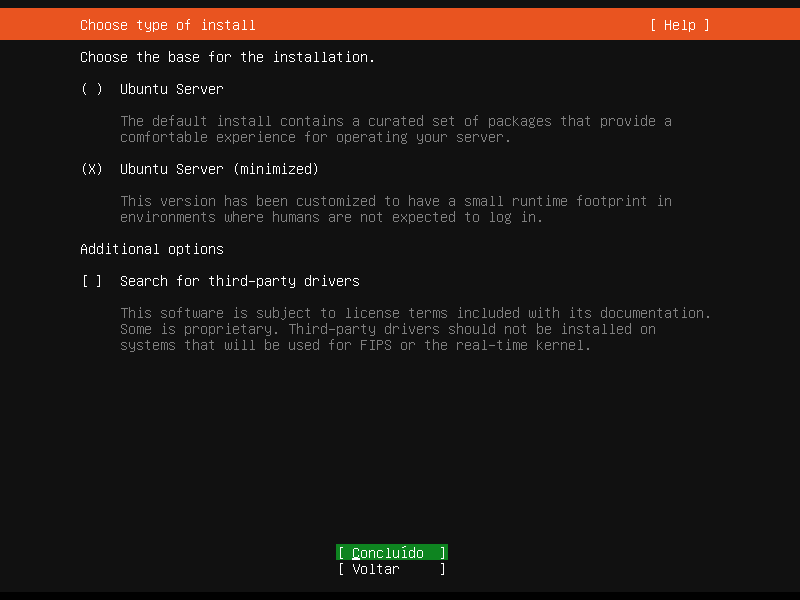 Choose type of install [ Help ]
Choose the base for the installation.
( ) Ubuntu Server
The default install contains a curated set of packages that provide a
comfortable experience for operating your server.
(X) Ubuntu Server (minimized)
This version has been customized to have a small runtime footprint in
environments where humans are not expected to log in.
Additional options
[ ] Search for third-party drivers
This software is subject to license terms included with its documentation.
Some is proprietary. Third-party drivers should not be installed on
systems that will be used for FIPS or the real-time kernel.
[ Concluído ]
[ Voltar ]